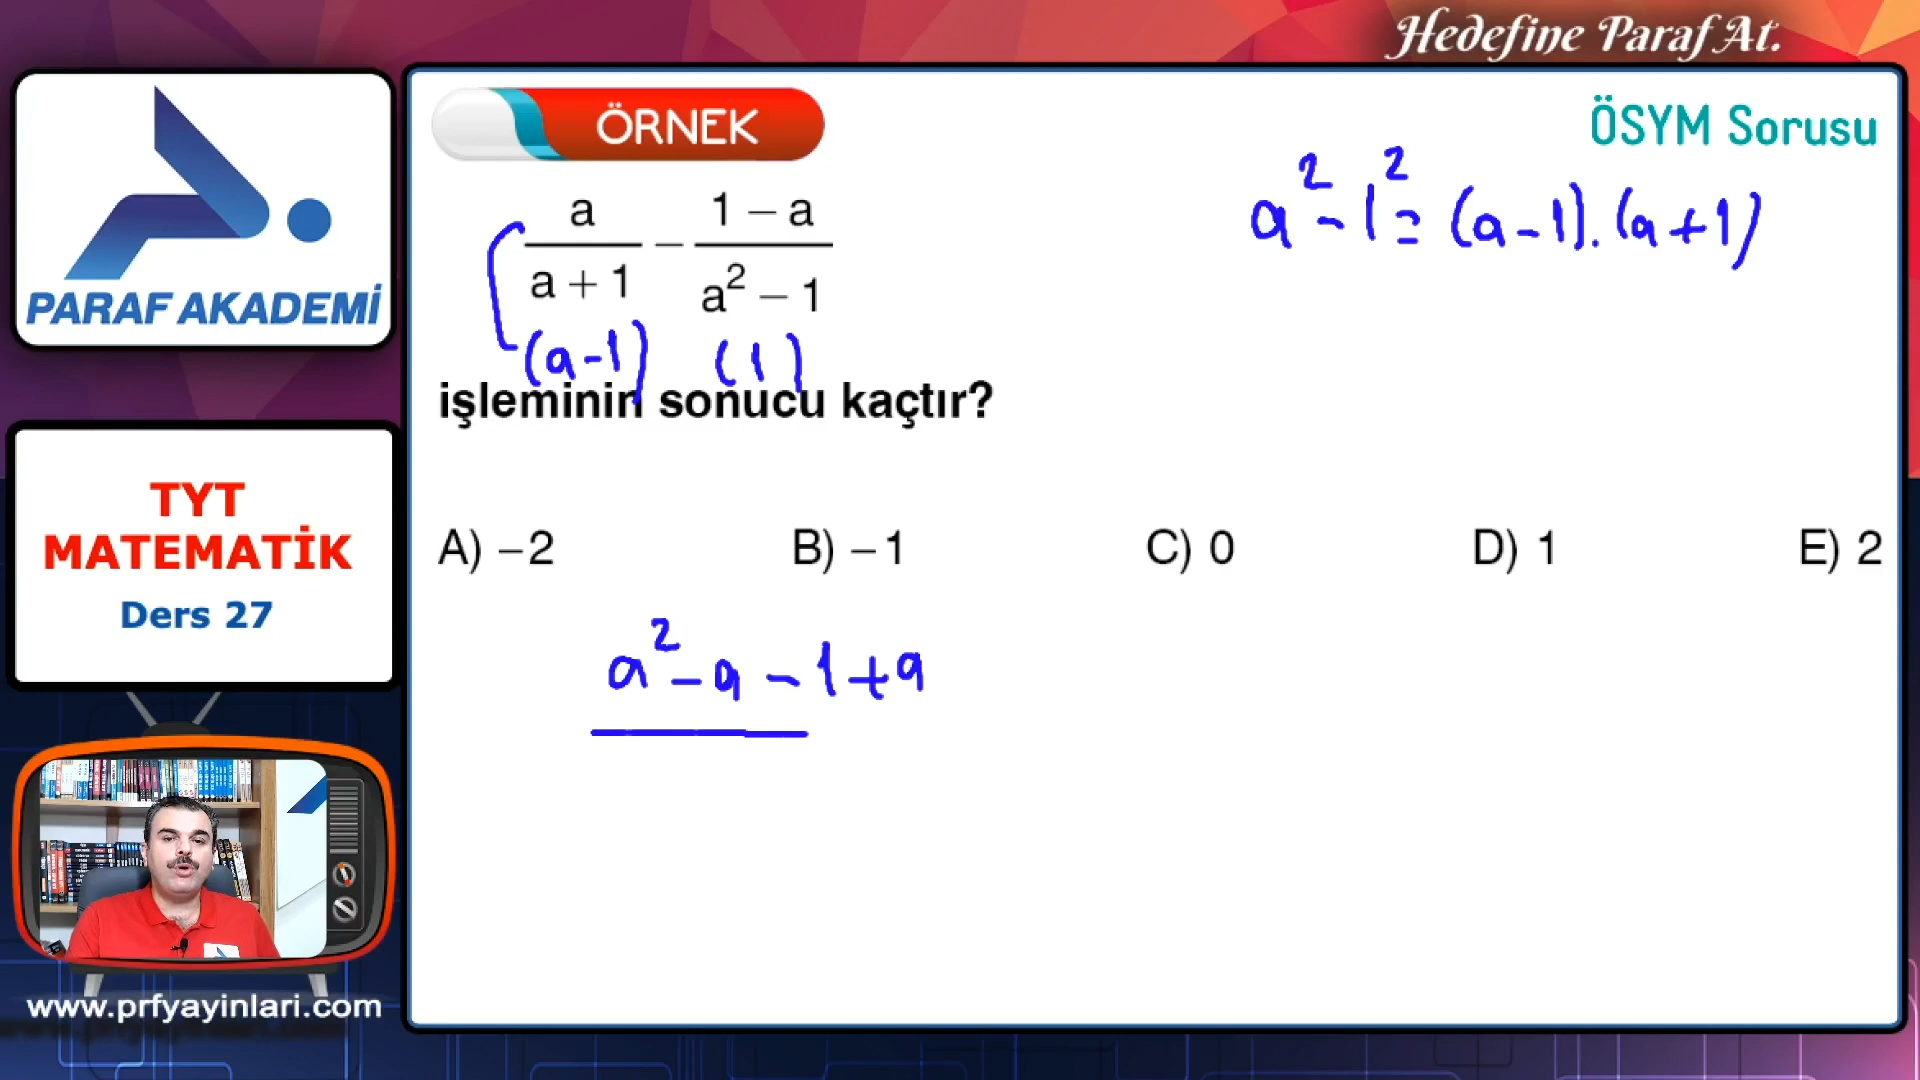 Hedefine Paraf At.
PARAF AKADEMİ
TYT
MATEMATİK
Ders 27
www.prfyayinlari.com
ÖRNEK
ÖSYM Sorusu
a² - 1² = (a - 1) . (a + 1)
a/(a + 1) − (1 − a)/(a² − 1)
(a - 1) (1)
işleminin sonucu kaçtır?
A) −2 B) −1 C) 0 D) 1 E) 2
a² - a - 1 + a